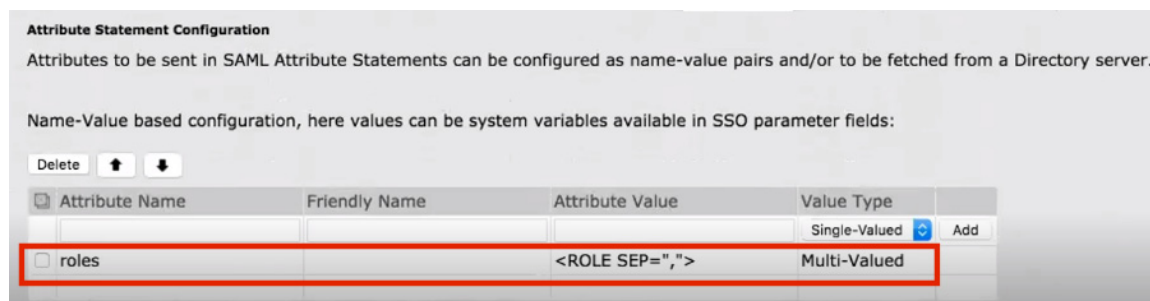 Attribute Statement Configuration
Attributes to be sent in SAML Attribute Statements can be configured as name-value pairs and/or to be fetched from a Directory server.
Name-Value based configuration, here values can be system variables available in SSO parameter fields:
Delete
Attribute Name Friendly Name Attribute Value Value Type
Single-Valued Add
roles <ROLE SEP=","> Multi-Valued